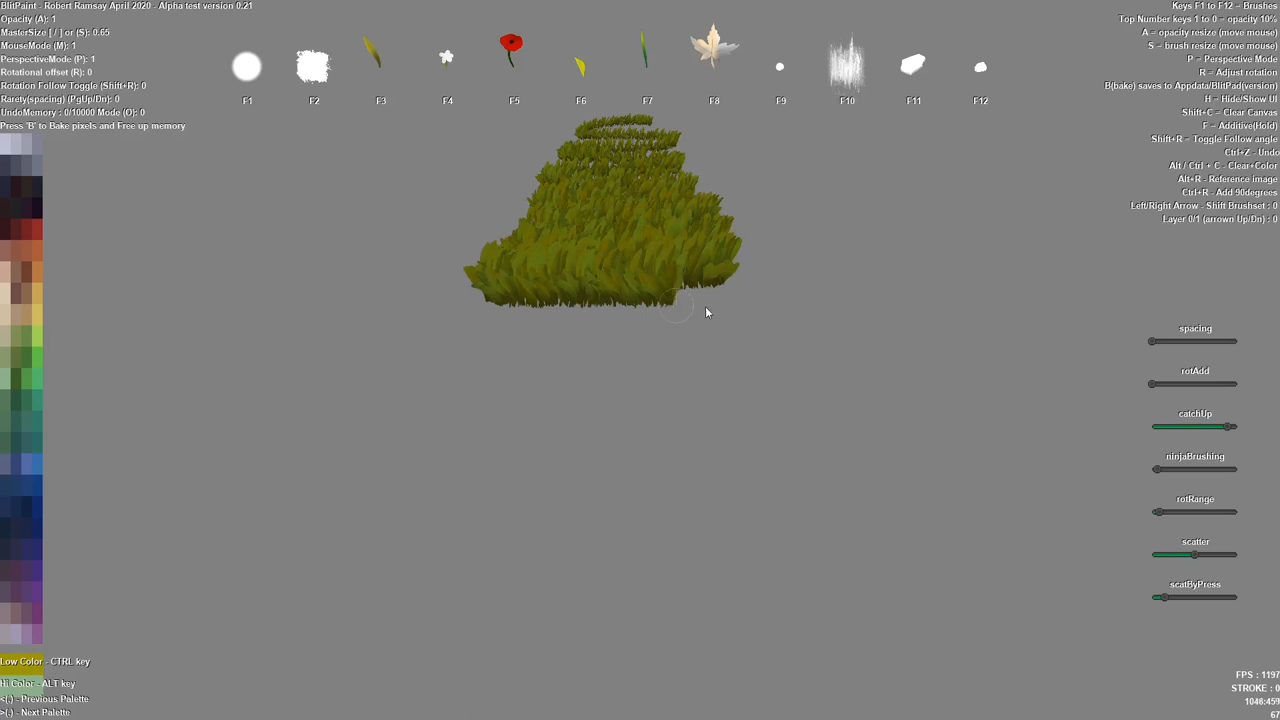 BlitPaint - Robert Ramsay April 2020 - Alpha test version 0.21
Opacity (A): 1
MasterSize [ / ] or (S): 0.65
MouseMode (M): 1
PerspectiveMode (P): 1
Rotational offset (R): 0
Rotation Follow Toggle (Shift+R): 0
Rarety(spacing) (PgUp/Dn): 0
UndoMemory : 0/10000 Mode (O): 0
Press 'B' to Bake pixels and Free up memory
F1
F2
F3
F4
F5
F6
F7
F8
F9
F10
F11
F12
Keys F1 to F12 = Brushes
Top Number keys 1 to 0 = opacity 10%
A = opacity resize (move mouse)
S = brush resize (move mouse)
P = Perspective Mode
R = Adjust rotation
B(bake) saves to Appdata/BlitPad(version)
H = Hide/Show UI
Shift+C = Clear Canvas
F = Additive(Hold)
Shift+R = Toggle Follow angle
Ctrl+Z - Undo
Alt / Ctrl + C - Clear+Color
Alt+R - Reference image
Ctrl+R - Add 90degrees
Left/Right Arrow - Shift Brushset : 0
Layer 0/1 (arrown Up/Dn) : 0
spacing
rotAdd
catchUp
ninjaBrushing
rotRange
scatter
scatByPress
Low Color - CTRL key
Hi Color - ALT key
<(,) - Previous Palette
>(.) - Next Palette
FPS : 1197
STROKE : 0
1046:459
67